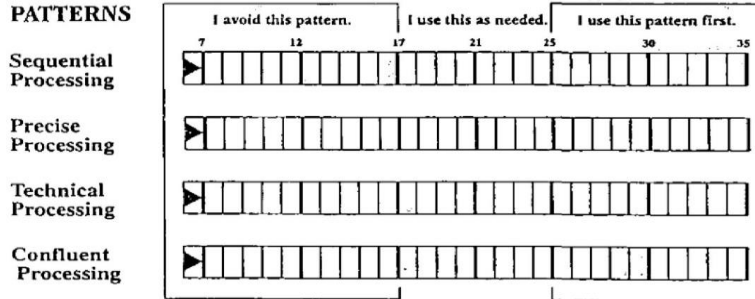 PATTERNS
I avoid this pattern. I use this as needed. I use this pattern first.
7 12 17 21 25 30 35
Sequential
Processing
Precise
Processing
Technical
Processing
Confluent
Processing